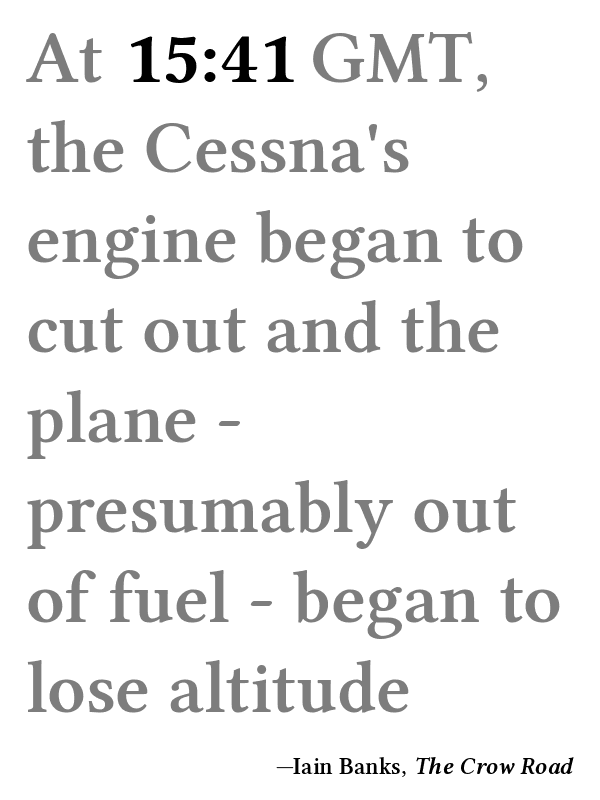 At 15:41 GMT,
the Cessna's
engine began to
cut out and the
plane -
presumably out
of fuel - began to
lose altitude
—Iain Banks, The Crow Road